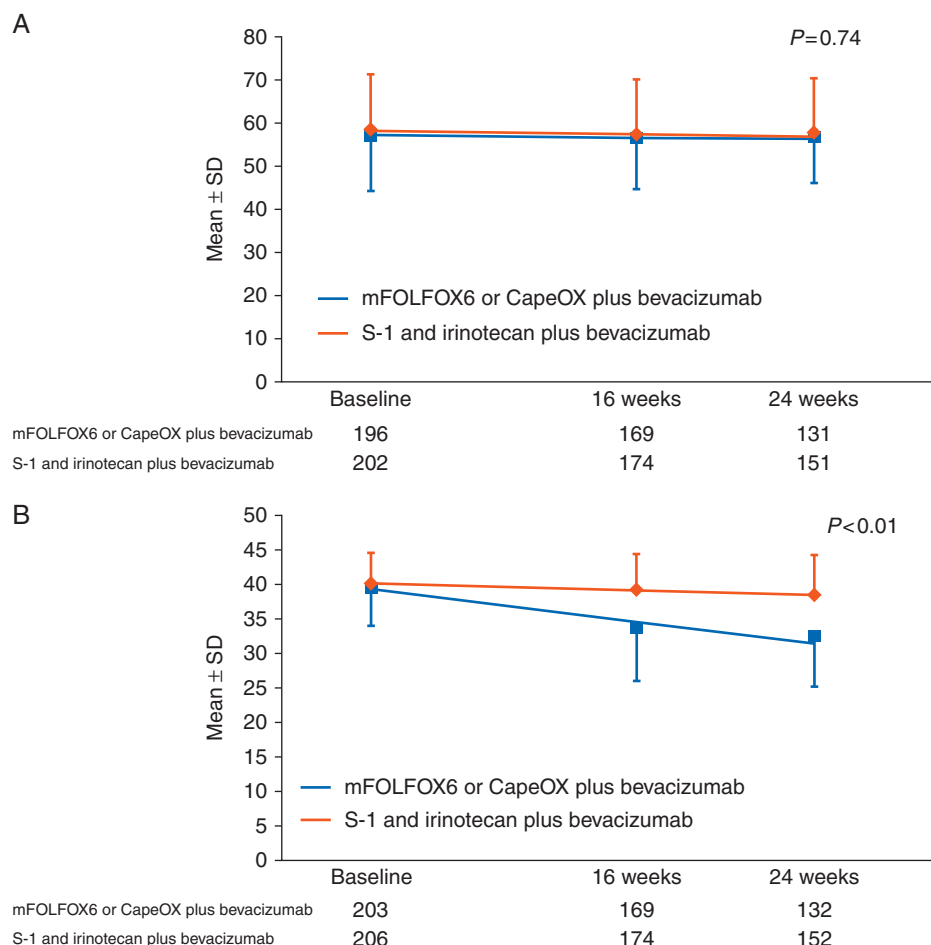 A
80
P=0.74
70
60
50
40
30
20
10
0
Mean ± SD
mFOLFOX6 or CapeOX plus bevacizumab
S-1 and irinotecan plus bevacizumab
Baseline 16 weeks 24 weeks
mFOLFOX6 or CapeOX plus bevacizumab 196 169 131
S-1 and irinotecan plus bevacizumab 202 174 151
B
50
P<0.01
45
40
35
30
25
20
15
10
5
0
Mean ± SD
mFOLFOX6 or CapeOX plus bevacizumab
S-1 and irinotecan plus bevacizumab
Baseline 16 weeks 24 weeks
mFOLFOX6 or CapeOX plus bevacizumab 203 169 132
S-1 and irinotecan plus bevacizumab 206 174 152